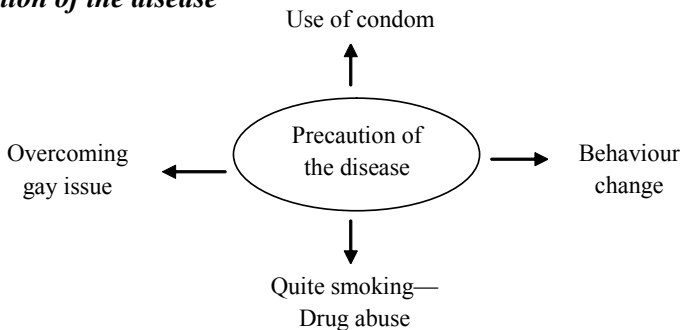 tion of the disease
Use of condom
Precaution of
the disease
Overcoming
gay issue
Behaviour
change
Quite smoking—
Drug abuse